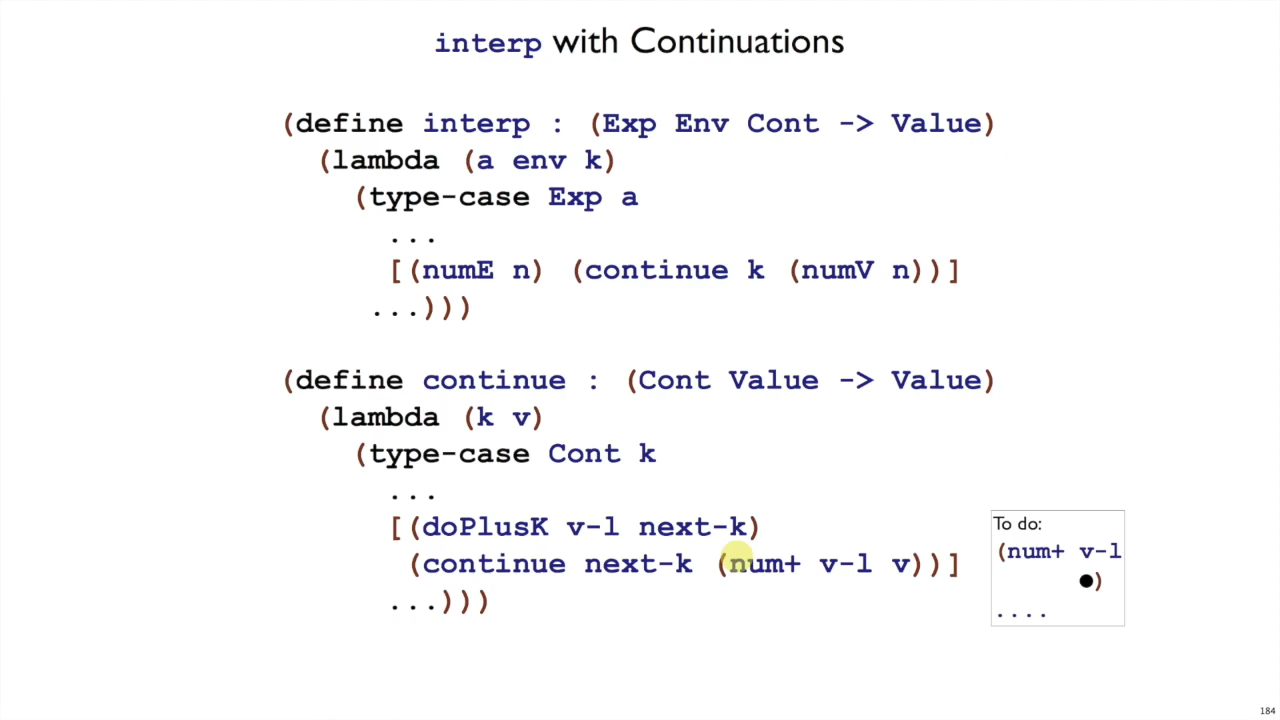 interp with Continuations
(define interp : (Exp Env Cont -> Value)
(lambda (a env k)
(type-case Exp a
...
[(numE n) (continue k (numV n))]
...)))
(define continue : (Cont Value -> Value)
(lambda (k v)
(type-case Cont k
...
[(doPlusK v-l next-k)
(continue next-k (num+ v-l v))]
...)))
To do:
(num+ v-l
●)
....
184